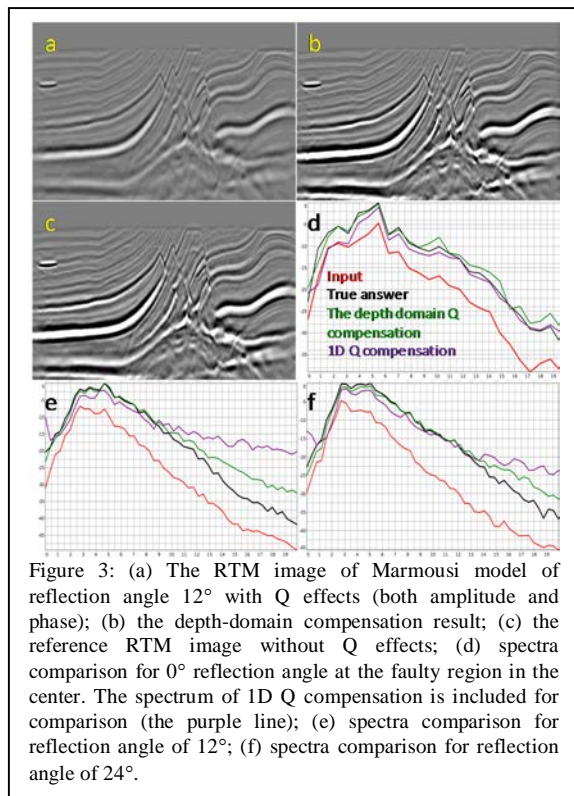 a
b
c
d
Input
True answer
The depth domain Q
compensation
1D Q compensation
e
f
Figure 3: (a) The RTM image of Marmousi model of
reflection angle 12° with Q effects (both amplitude and
phase); (b) the depth-domain compensation result; (c) the
reference RTM image without Q effects; (d) spectra
comparison for 0° reflection angle at the faulty region in the
center. The spectrum of 1D Q compensation is included for
comparison (the purple line); (e) spectra comparison for
reflection angle of 12°; (f) spectra comparison for reflection
angle of 24°.